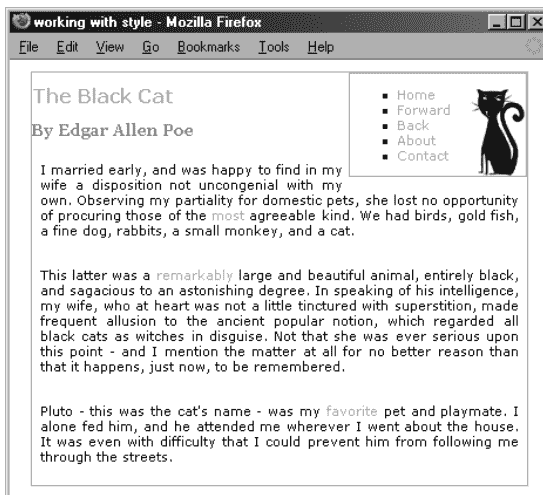 working with style - Mozilla Firefox
File Edit View Go Bookmarks Tools Help
The Black Cat
By Edgar Allen Poe
Home
Forward
Back
About
Contact
I married early, and was happy to find in my
wife a disposition not uncongenial with my
own. Observing my partiality for domestic pets, she lost no opportunity
of procuring those of the most agreeable kind. We had birds, gold fish,
a fine dog, rabbits, a small monkey, and a cat.
This latter was a remarkably large and beautiful animal, entirely black,
and sagacious to an astonishing degree. In speaking of his intelligence,
my wife, who at heart was not a little tinctured with superstition, made
frequent allusion to the ancient popular notion, which regarded all
black cats as witches in disguise. Not that she was ever serious upon
this point - and I mention the matter at all for no better reason than
that it happens, just now, to be remembered.
Pluto - this was the cat's name - was my favorite pet and playmate. I
alone fed him, and he attended me wherever I went about the house.
It was even with difficulty that I could prevent him from following me
through the streets.